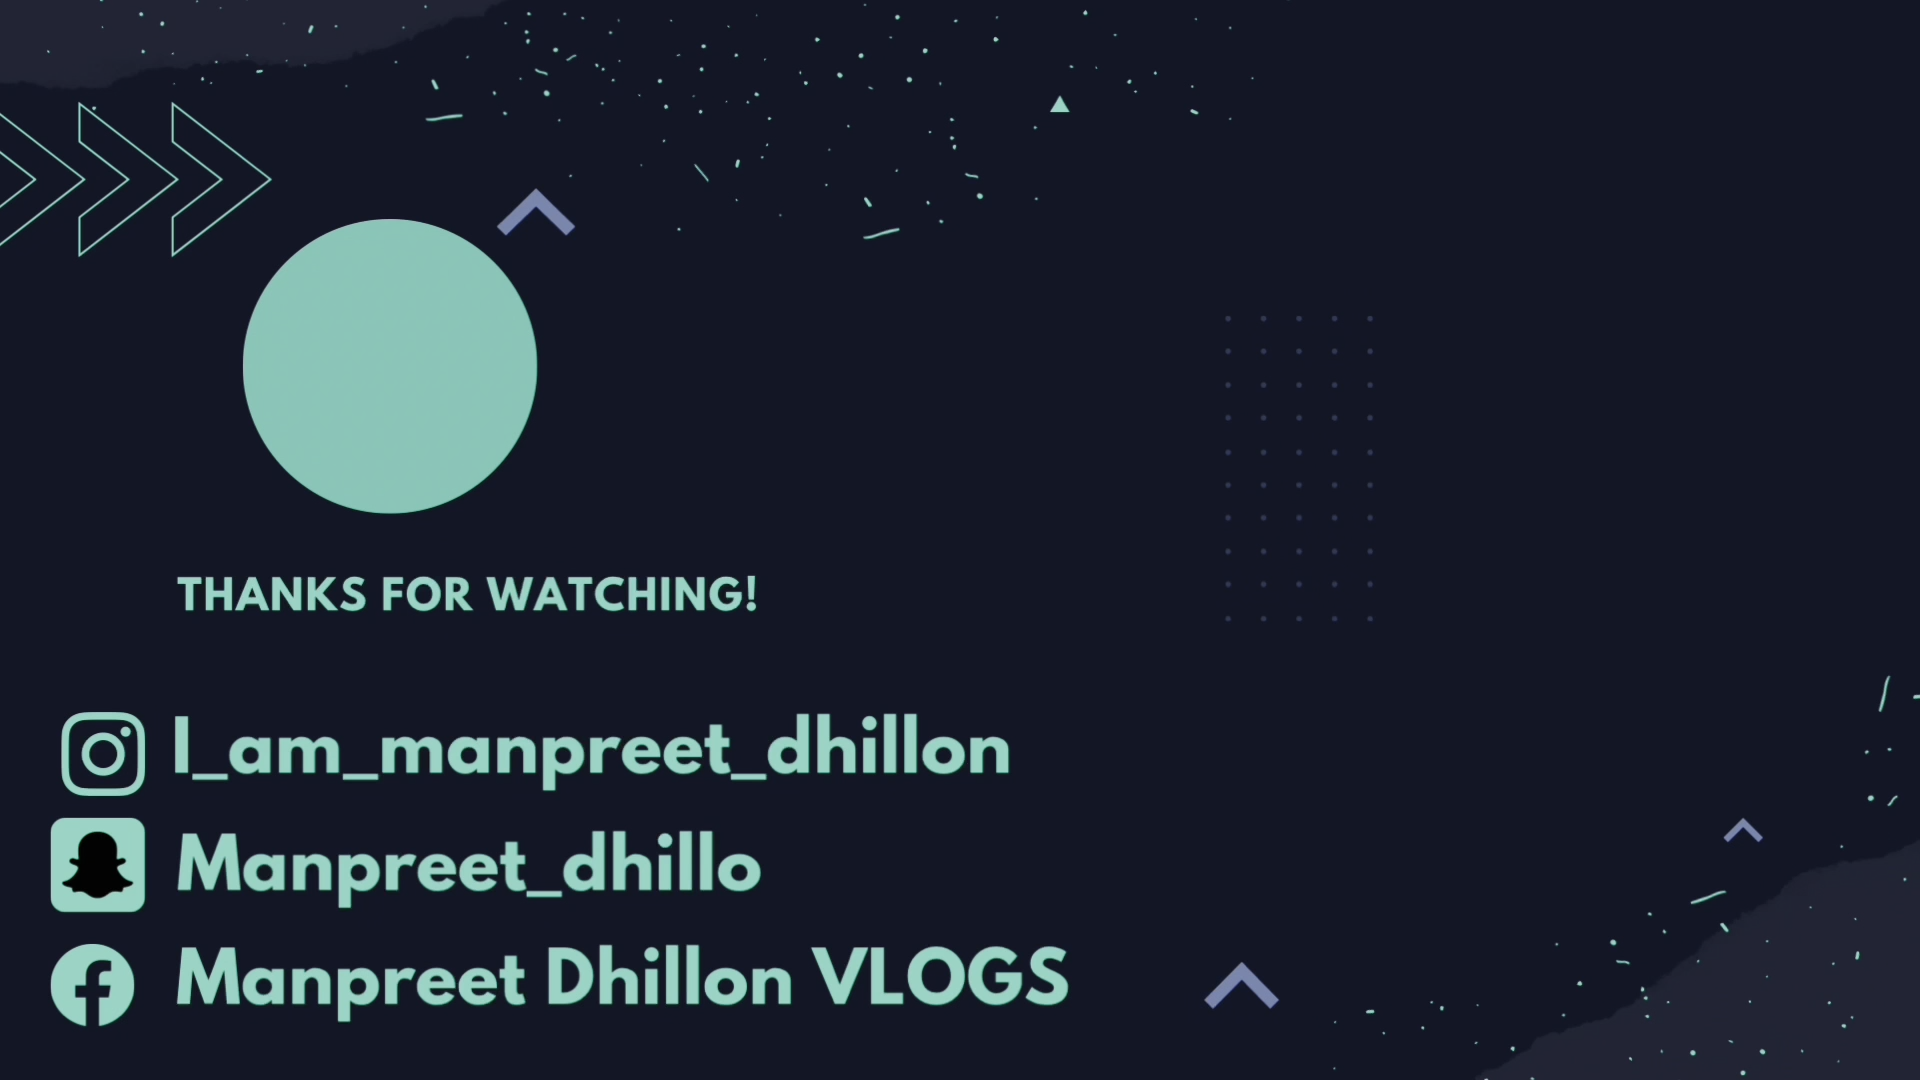 THANKS FOR WATCHING!
I_am_manpreet_dhillon
Manpreet_dhillo
Manpreet Dhillon VLOGS